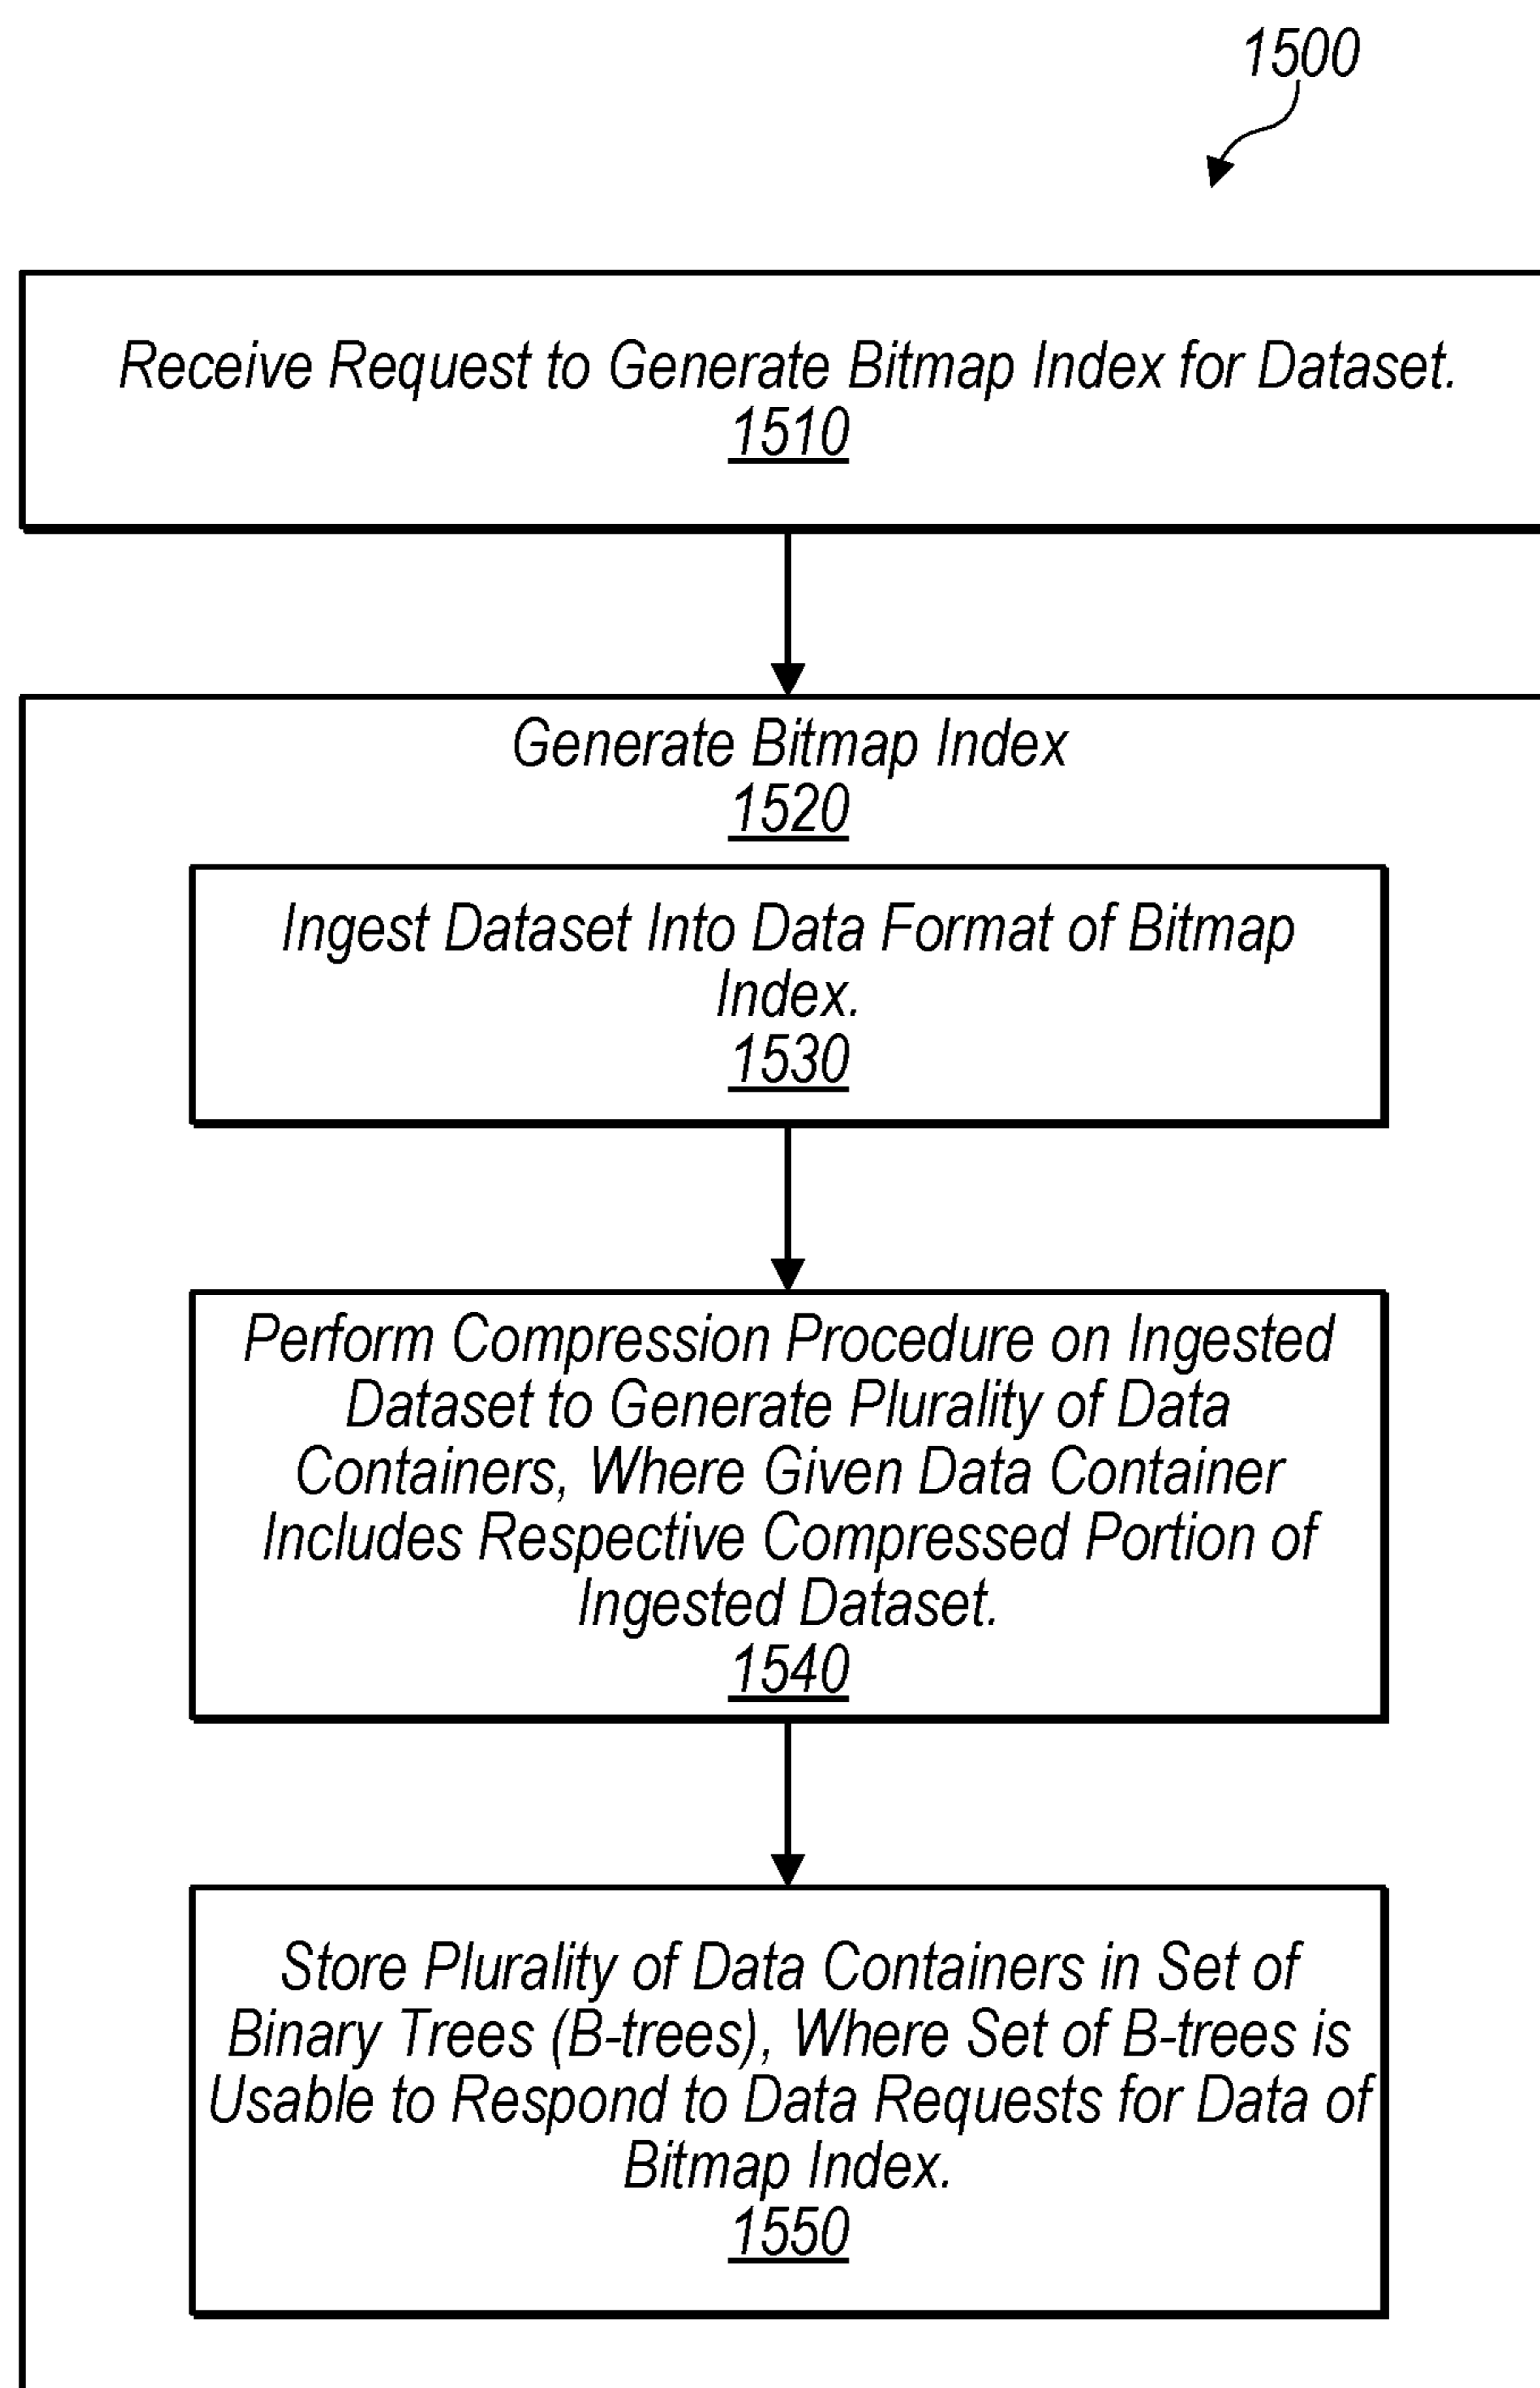 1500
Receive Request to Generate Bitmap Index for Dataset.
1510
Generate Bitmap Index
1520
Ingest Dataset Into Data Format of Bitmap
Index.
1530
Perform Compression Procedure on Ingested
Dataset to Generate Plurality of Data
Containers, Where Given Data Container
Includes Respective Compressed Portion of
Ingested Dataset.
1540
Store Plurality of Data Containers in Set of
Binary Trees (B-trees), Where Set of B-trees is
Usable to Respond to Data Requests for Data of
Bitmap Index.
1550